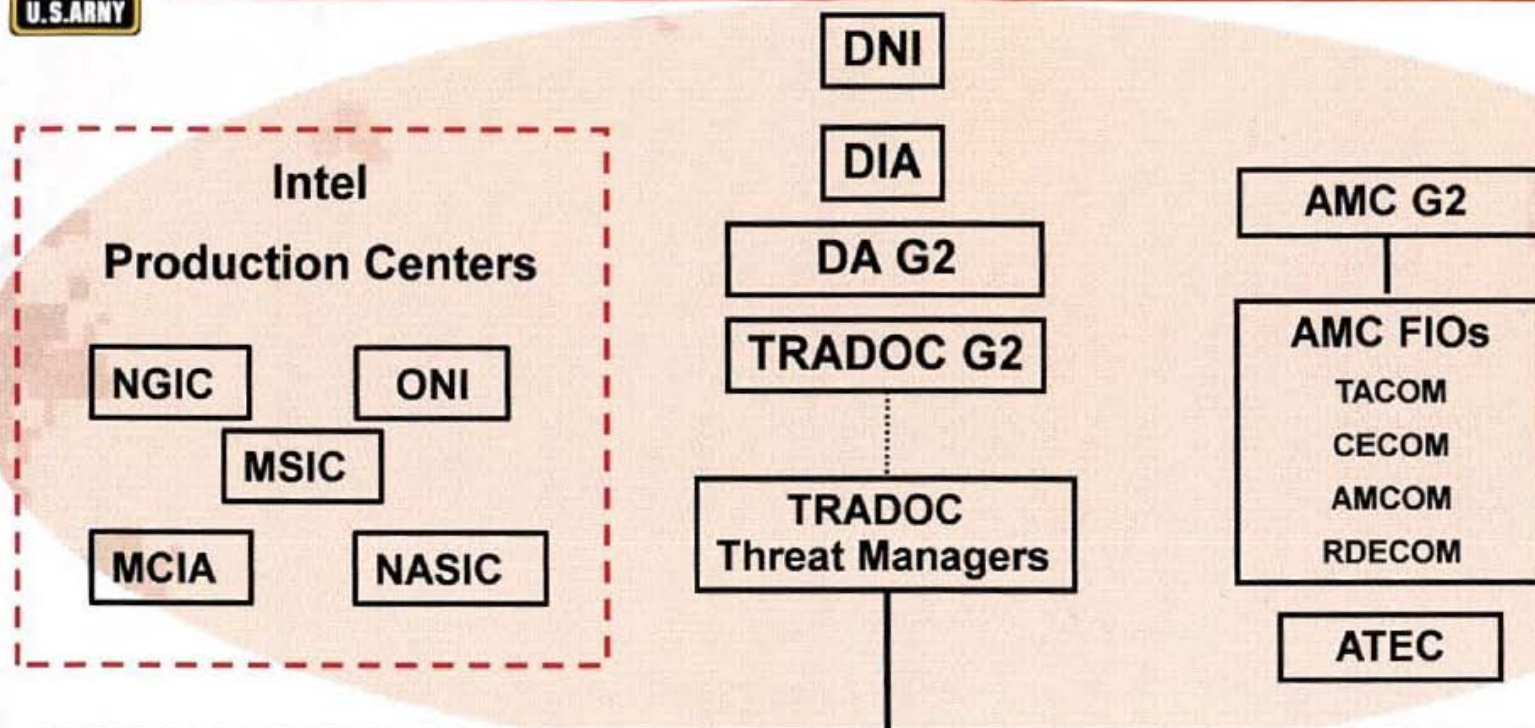 U.S.ARMY
Intel
Production Centers
NGIC
ONI
MSIC
MCIA
NASIC
DNI
DIA
DA G2
TRADOC G2
TRADOC
Threat Managers
AMC G2
AMC FIOs
TACOM
CECOM
AMCOM
RDECOM
ATEC